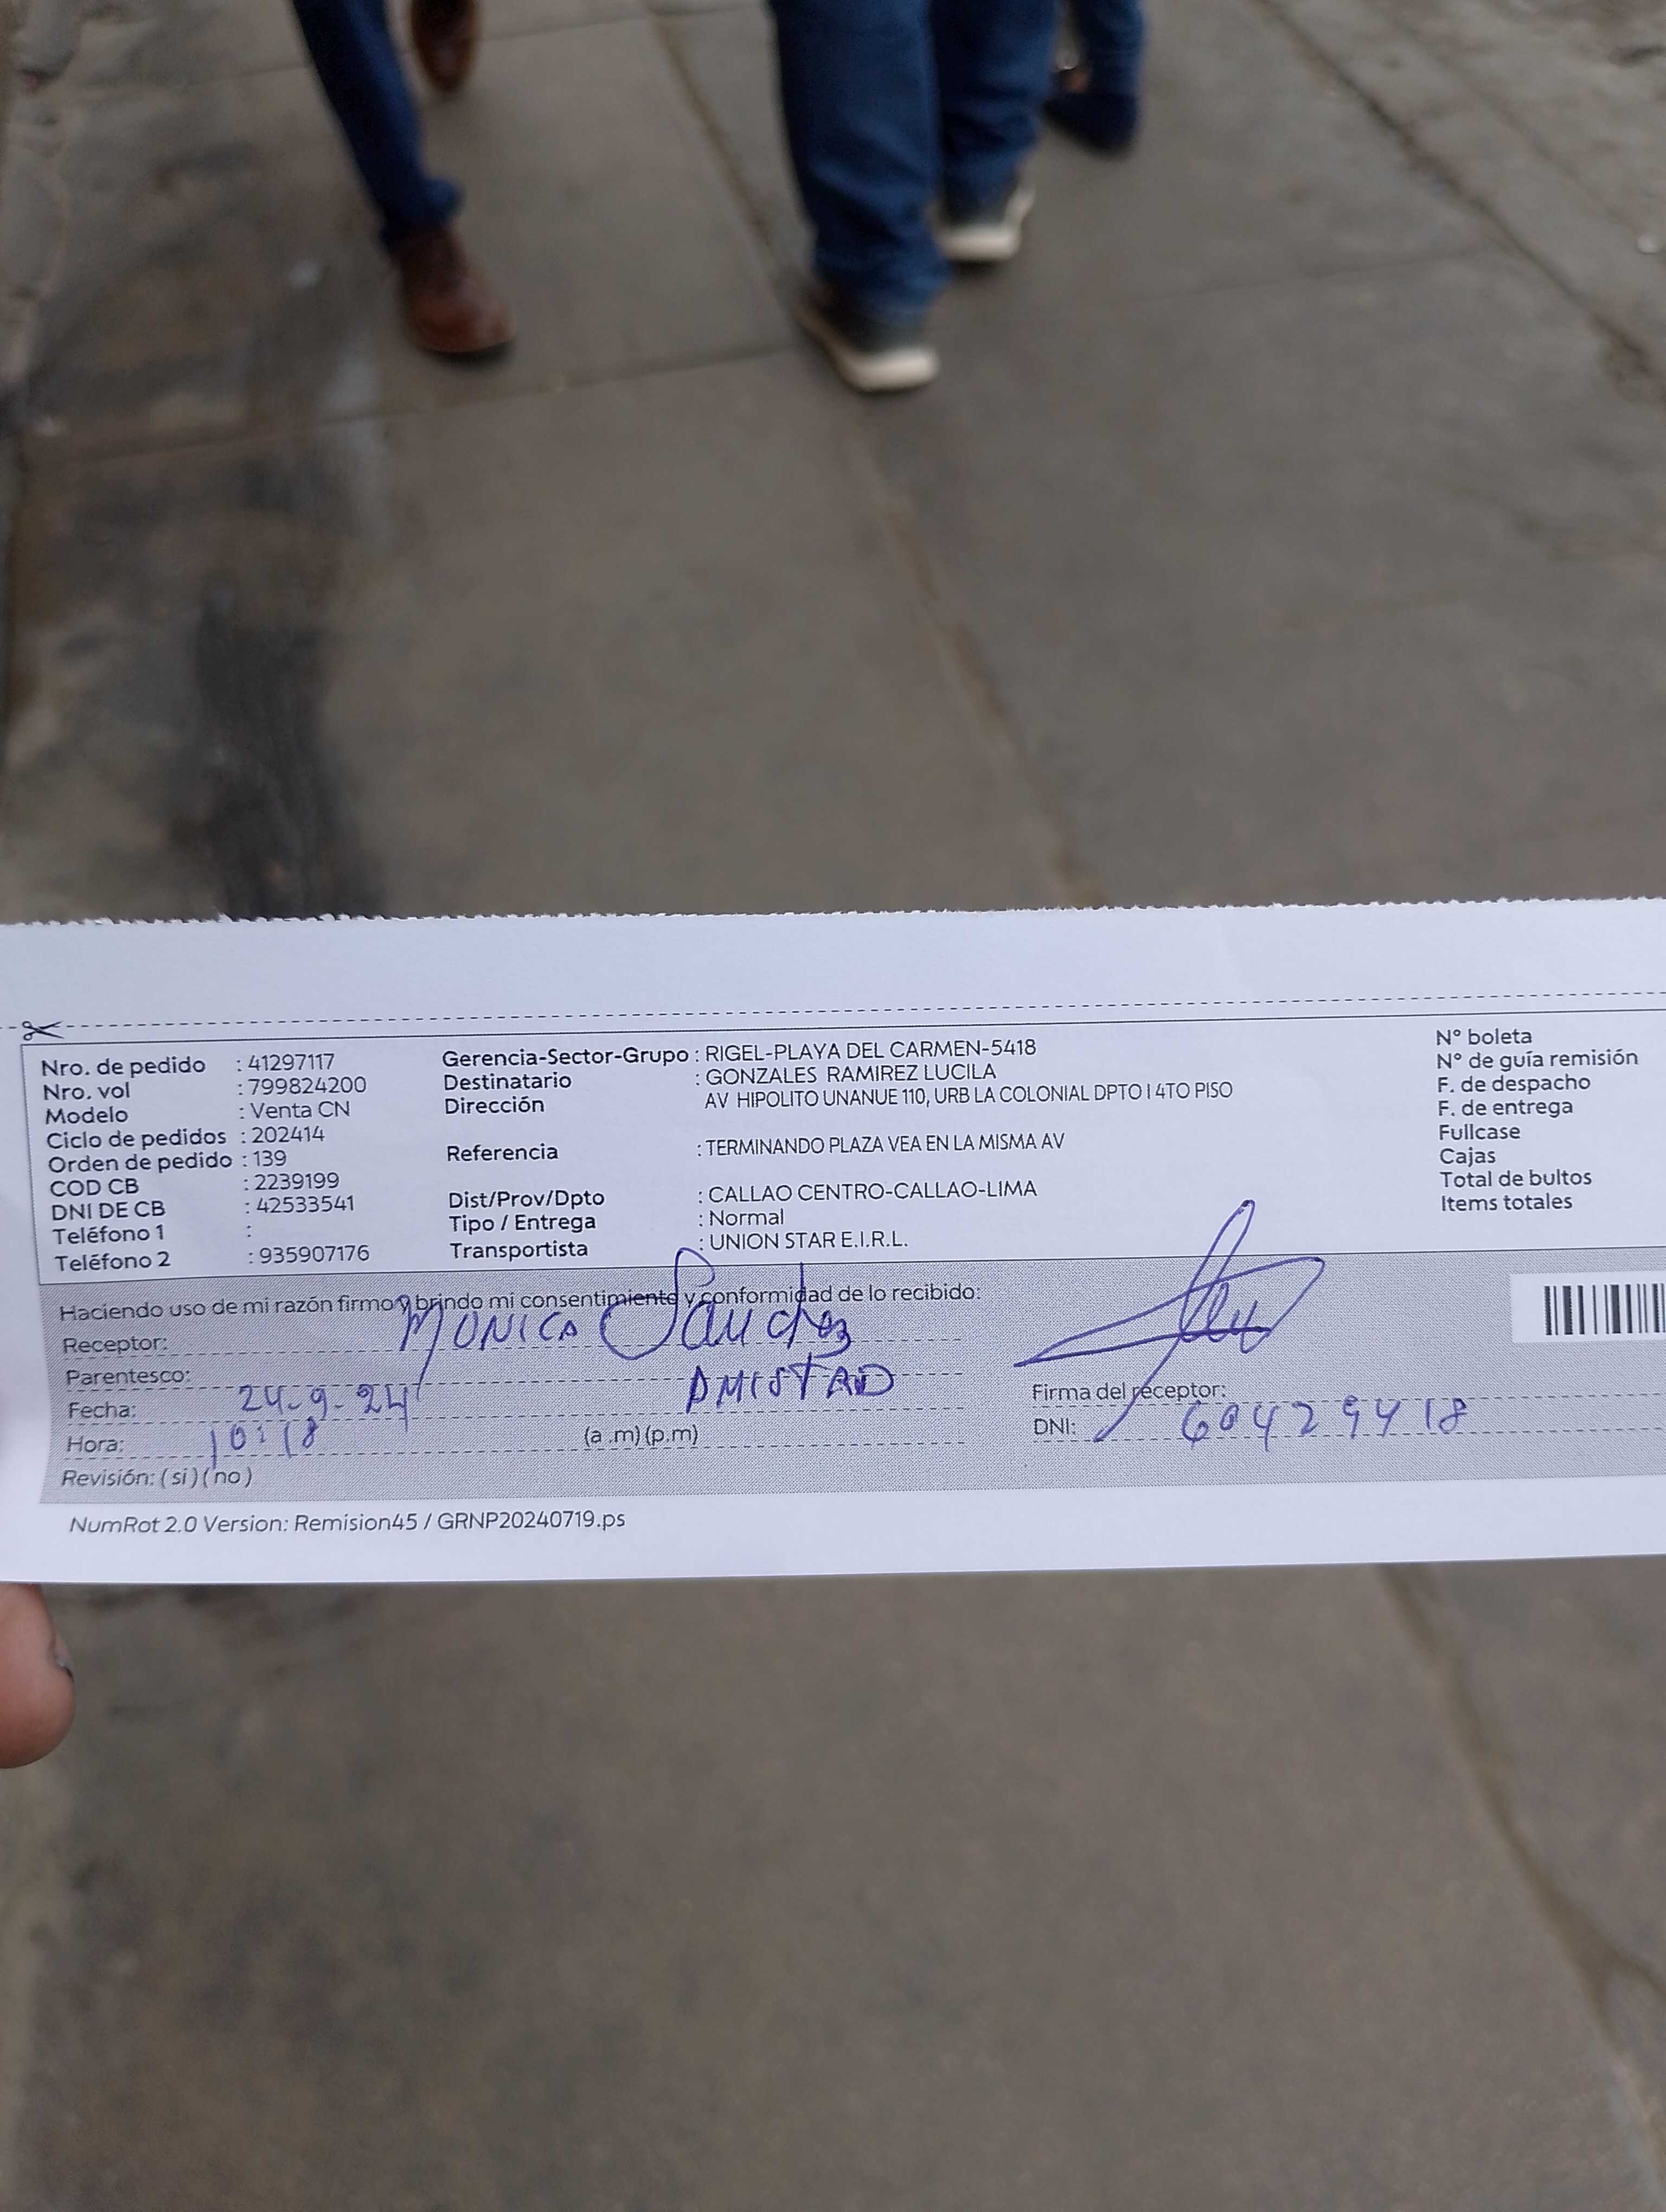 Nro. de pedido : 41297117
Nro. vol : 799824200
Modelo : Venta CN
Ciclo de pedidos : 202414
Orden de pedido : 139
COD CB : 2239199
DNI DE CB : 42533541
Teléfono 1 :
Teléfono 2 : 935907176
Gerencia-Sector-Grupo : RIGEL-PLAYA DEL CARMEN-5418
Destinatario : GONZALES RAMIREZ LUCILA
Dirección AV HIPOLITO UNANUE 110, URB LA COLONIAL DPTO I 4TO PISO
Referencia : TERMINANDO PLAZA VEA EN LA MISMA AV
Dist/Prov/Dpto : CALLAO CENTRO-CALLAO-LIMA
Tipo / Entrega : Normal
Transportista : UNION STAR E.I.R.L.
N° boleta
N° de guía remisión
F. de despacho
F. de entrega
Fullcase
Cajas
Total de bultos
Items totales
Haciendo uso de mi razón firmo y brindo mi consentimiento y conformidad de lo recibido:
Receptor: MONICA Sanchez
Parentesco: AMISTAD
Fecha: 24-9-24
Hora: 10:18 (a .m) (p.m)
Revisión: ( si ) ( no )
Firma del receptor:
DNI: 60429418
NumRot 2.0 Version: Remision45 / GRNP20240719.ps